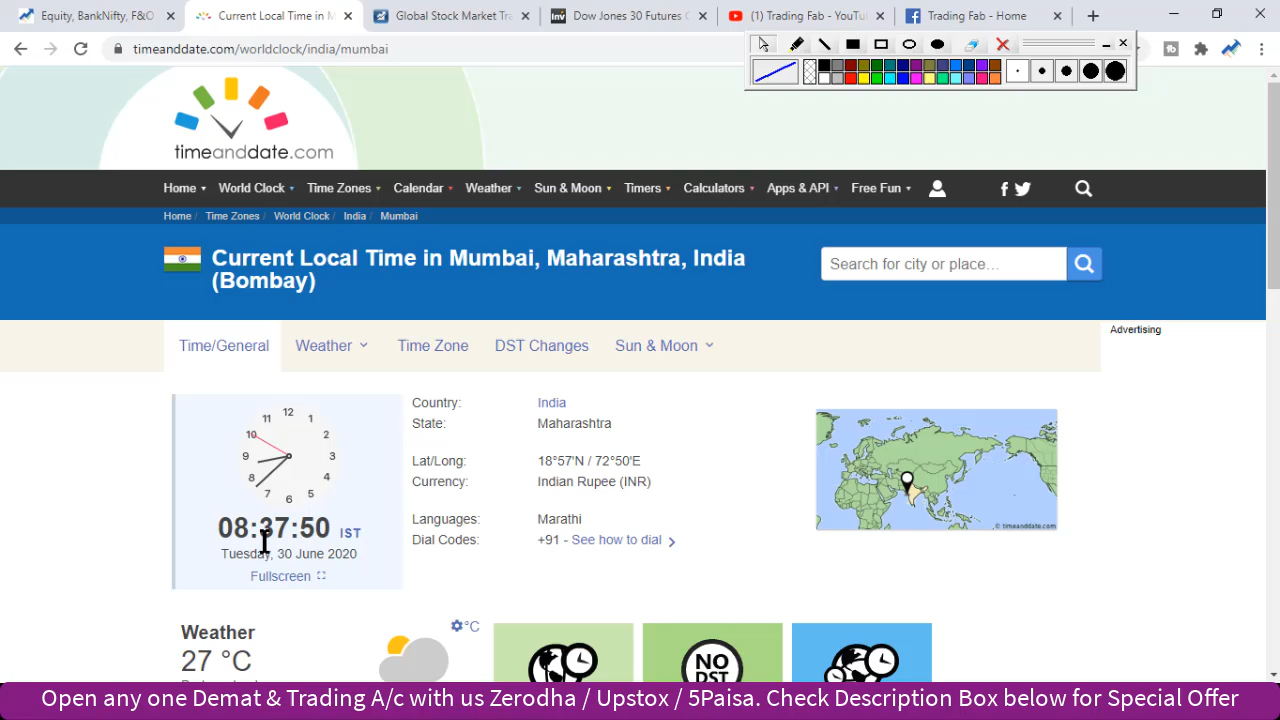 Equity, BankNifty, F&O
Current Local Time in M
Global Stock Market Tr
Dow Jones 30 Futures C
(1) Trading Fab - YouTu
Trading Fab - Home
timeanddate.com/worldclock/india/mumbai
timeanddate.com
Home World Clock Time Zones Calendar Weather Sun & Moon Timers Calculators Apps & API Free Fun
Home / Time Zones / World Clock / India / Mumbai
Current Local Time in Mumbai, Maharashtra, India
(Bombay)
Search for city or place...
Advertising
Time/General Weather Time Zone DST Changes Sun & Moon
12
1
2
3
4
5
6
7
8
9
10
11
08:37:50 IST
Tuesday, 30 June 2020
Fullscreen
Country: India
State: Maharashtra
Lat/Long: 18°57'N / 72°50'E
Currency: Indian Rupee (INR)
Languages: Marathi
Dial Codes: +91 - See how to dial
© timeanddate.com
Weather
°C
27 °C
NO
DST
Open any one Demat & Trading A/c with us Zerodha / Upstox / 5Paisa. Check Description Box below for Special Offer